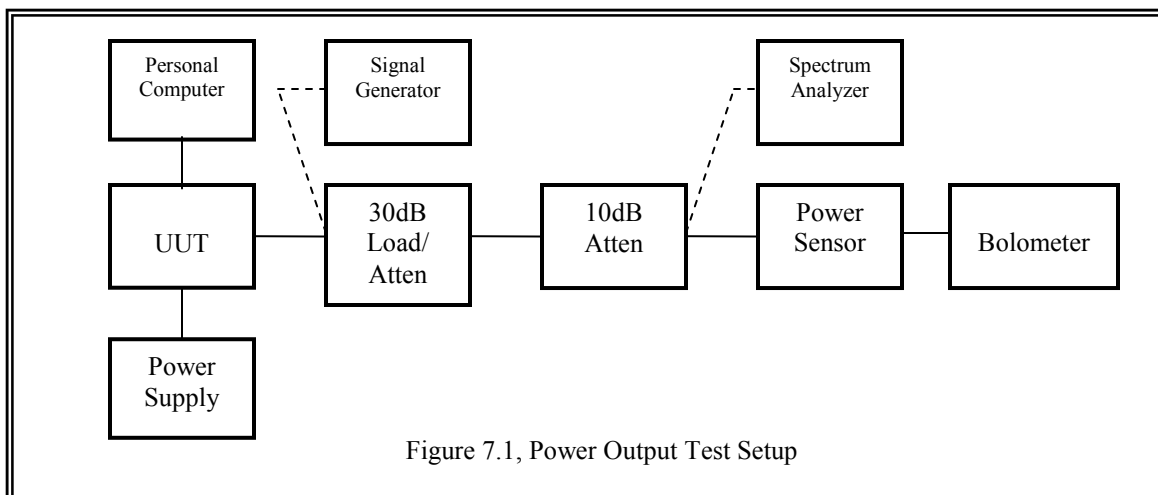 Personal
Computer
Signal
Generator
Spectrum
Analyzer
UUT
30dB
Load/
Atten
10dB
Atten
Power
Sensor
Bolometer
Power
Supply
Figure 7.1, Power Output Test Setup